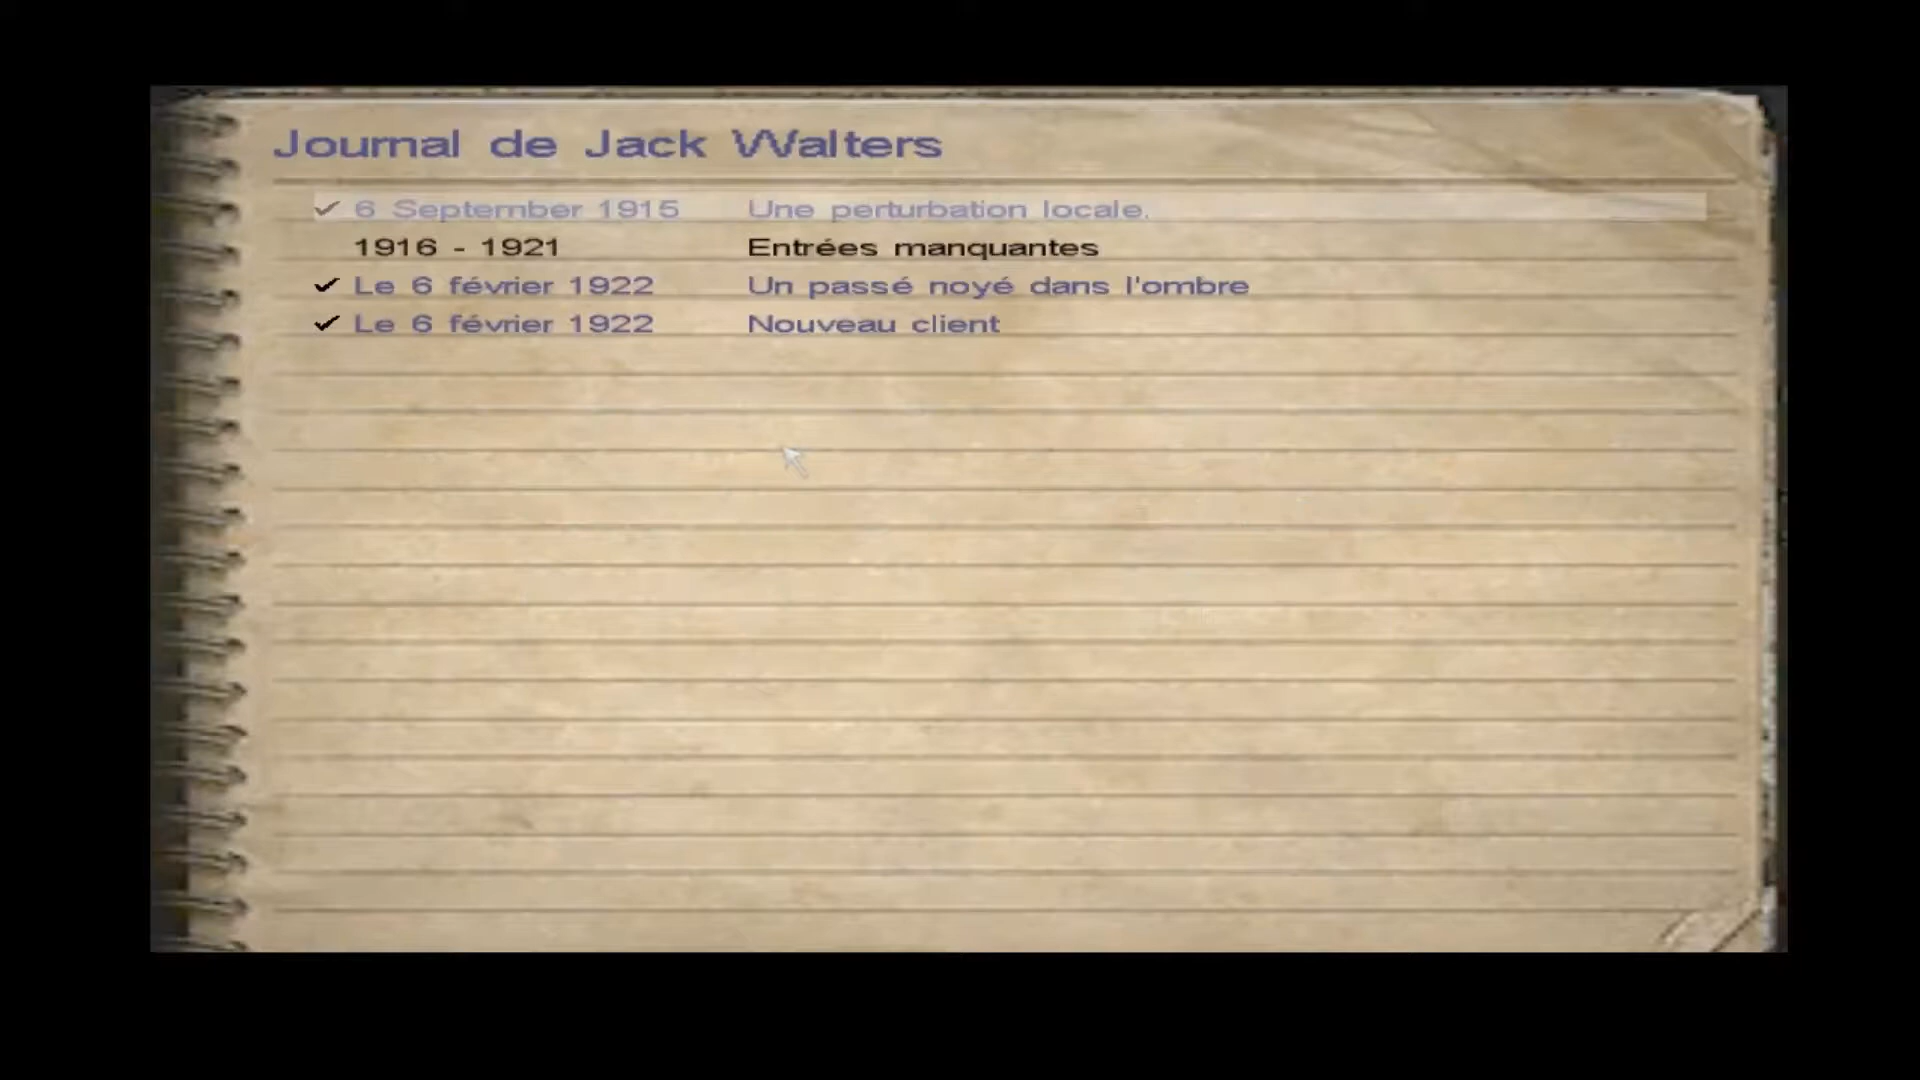 Journal de Jack Walters
✓ 6 September 1915 Une perturbation locale.
1916 - 1921 Entrées manquantes
✓ Le 6 février 1922 Un passé noyé dans l'ombre
✓ Le 6 février 1922 Nouveau client